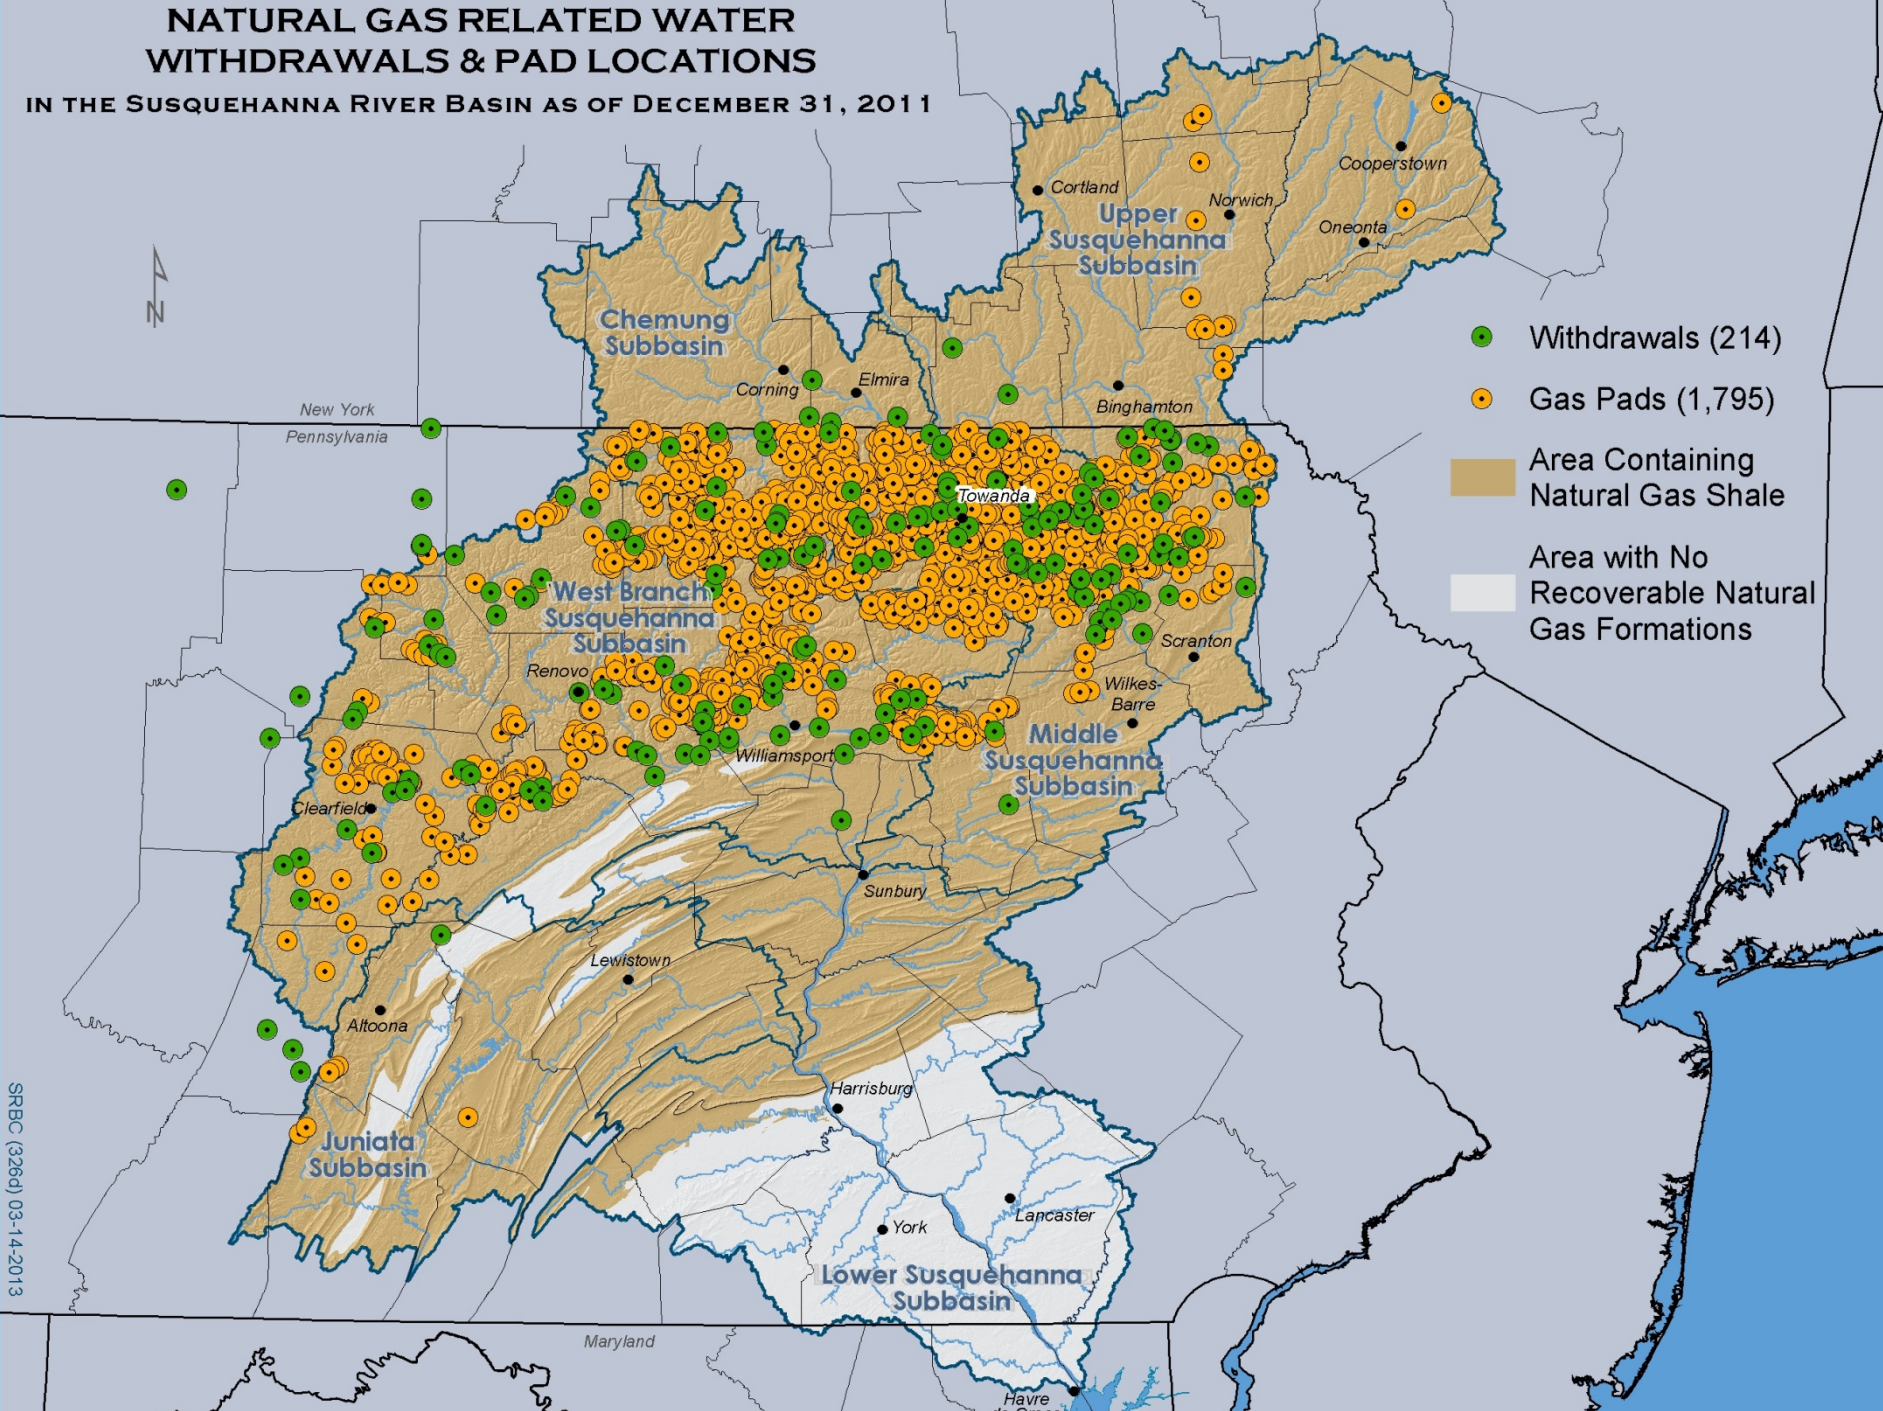 NATURAL GAS RELATED WATER
WITHDRAWALS & PAD LOCATIONS
IN THE SUSQUEHANNA RIVER BASIN AS OF DECEMBER 31, 2011
Cooperstown
Cortland
Norwich
Upper
Susquehanna
Subbasin
Oneonta
N
Chemung
Subbasin
Corning
Elmira
Binghamton
New York
Pennsylvania
Withdrawals (214)
Gas Pads (1,795)
Area Containing
Natural Gas Shale
Area with No
Recoverable Natural
Gas Formations
Towanda
West Branch
Susquehanna
Subbasin
Renovo
Scranton
Wilkes-
Barre
Williamsport
Middle
Susquehanna
Subbasin
Clearfield
Sunbury
Lewistown
Altoona
Harrisburg
Juniata
Subbasin
Lancaster
York
Lower Susquehanna
Subbasin
Maryland
Havre
SRBC (326d) 03-14-2013